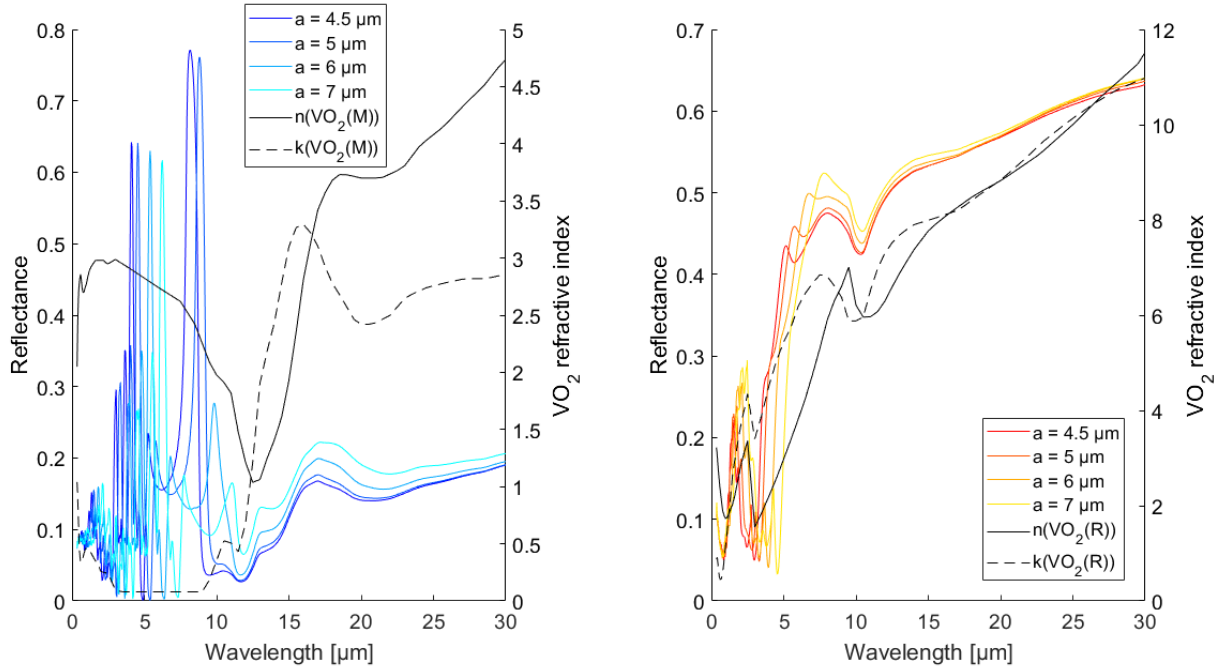 a = 4.5 µm
a = 5 µm
a = 6 µm
a = 7 µm
n(VO2(M))
k(VO2(M))
0.8
0.7
0.6
0.5
0.4
0.3
0.2
0.1
0
Reflectance
5
4.5
4
3.5
3
2.5
2
1.5
1
0.5
0
VO2 refractive index
0 5 10 15 20 25 30
Wavelength [µm]
0.7
0.6
0.5
0.4
0.3
0.2
0.1
0
Reflectance
12
10
8
6
4
2
0
VO2 refractive index
a = 4.5 µm
a = 5 µm
a = 6 µm
a = 7 µm
n(VO2(R))
k(VO2(R))
0 5 10 15 20 25 30
Wavelength [µm]